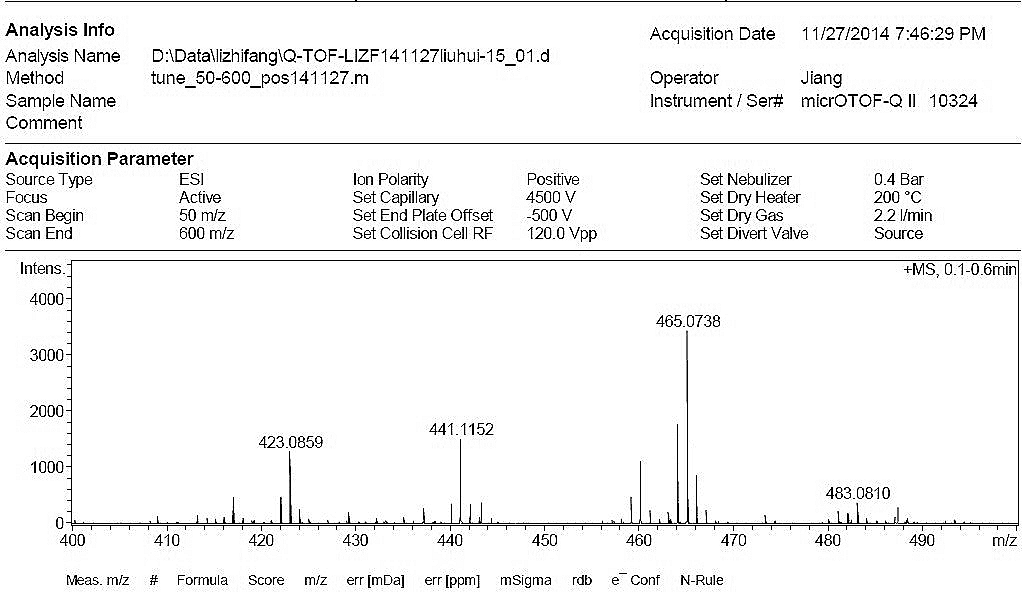 Analysis Info
Acquisition Date 11/27/2014 7:46:29 PM
Analysis Name D:\Data\lizhifang\Q-TOF-LIZF141127liuhui-15_01.d
Method tune_50-600_pos141127.m Operator Jiang
Sample Name Instrument / Ser# micrOTOF-Q II 10324
Comment
Acquisition Parameter
Source Type ESI Ion Polarity Positive Set Nebulizer 0.4 Bar
Focus Active Set Capillary 4500 V Set Dry Heater 200 °C
Scan Begin 50 m/z Set End Plate Offset -500 V Set Dry Gas 2.2 l/min
Scan End 600 m/z Set Collision Cell RF 120.0 Vpp Set Divert Valve Source
Intens. +MS, 0.1-0.6min
4000
465.0738
3000
2000
441.1152
423.0859
1000
483.0810
0
400 410 420 430 440 450 460 470 480 490 m/z
Meas. m/z # Formula Score m/z err [mDa] err [ppm] mSigma rdb e¯ Conf N-Rule